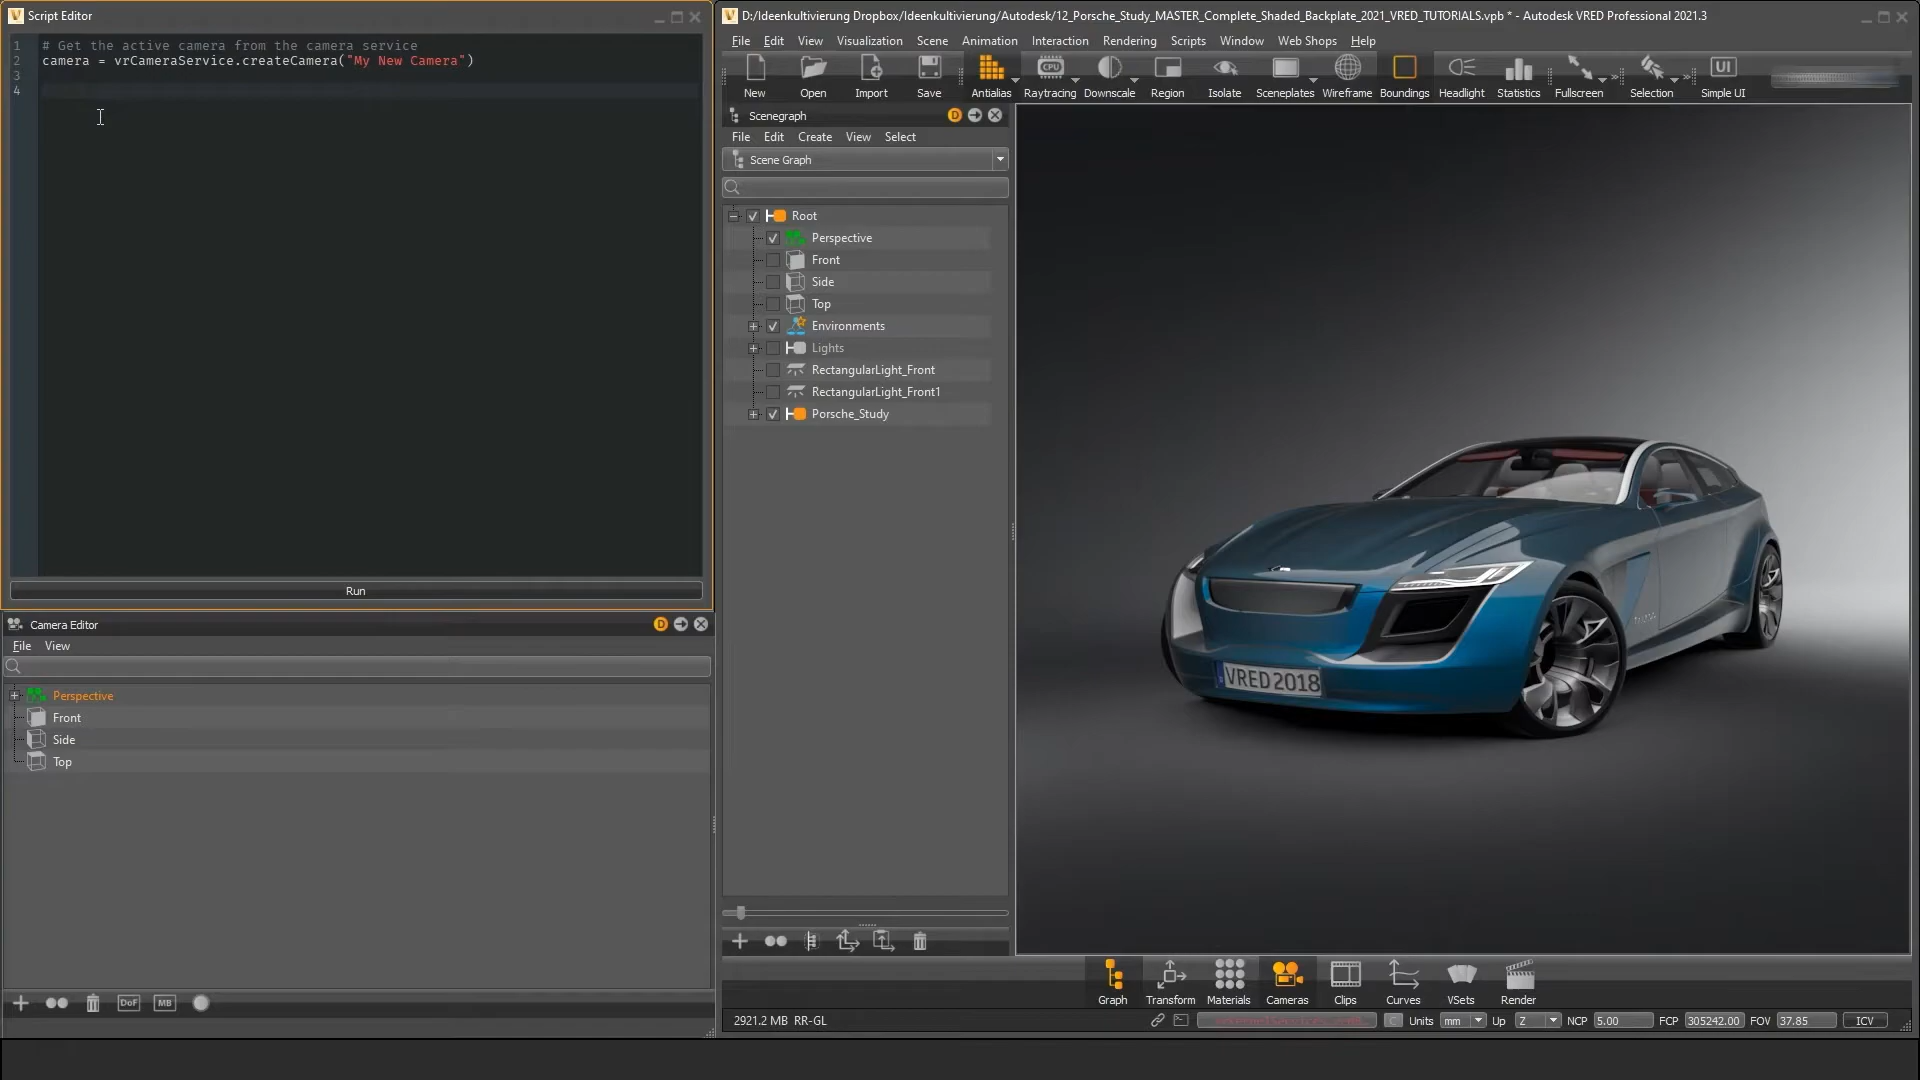 Script Editor
1 # Get the active camera from the camera service
2 camera = vrCameraService.createCamera("My New Camera")
3
4
Run
Camera Editor
D
File View
Perspective
Front
Side
Top
DoF MB
D:/Ideenkultivierung Dropbox/Ideenkultivierung/Autodesk/12_Porsche_Study_MASTER_Complete_Shaded_Backplate_2021_VRED_TUTORIALS.vpb * - Autodesk VRED Professional 2021.3
File Edit View Visualization Scene Animation Interaction Rendering Scripts Window Web Shops Help
CPU UI
New Open Import Save Antialias Raytracing Downscale Region Isolate Sceneplates Wireframe Boundings Headlight Statistics Fullscreen Selection Simple UI
Scenegraph
D
File Edit Create View Select
Scene Graph
Root
Perspective
Front
Side
Top
Environments
Lights
RectangularLight_Front
RectangularLight_Front1
Porsche_Study
VRED 2018
Graph Transform Materials Cameras Clips Curves VSets Render
2921.2 MB RR-GL
C Units mm Up Z NCP 5.00 FCP 305242.00 FOV 37.85 ICV